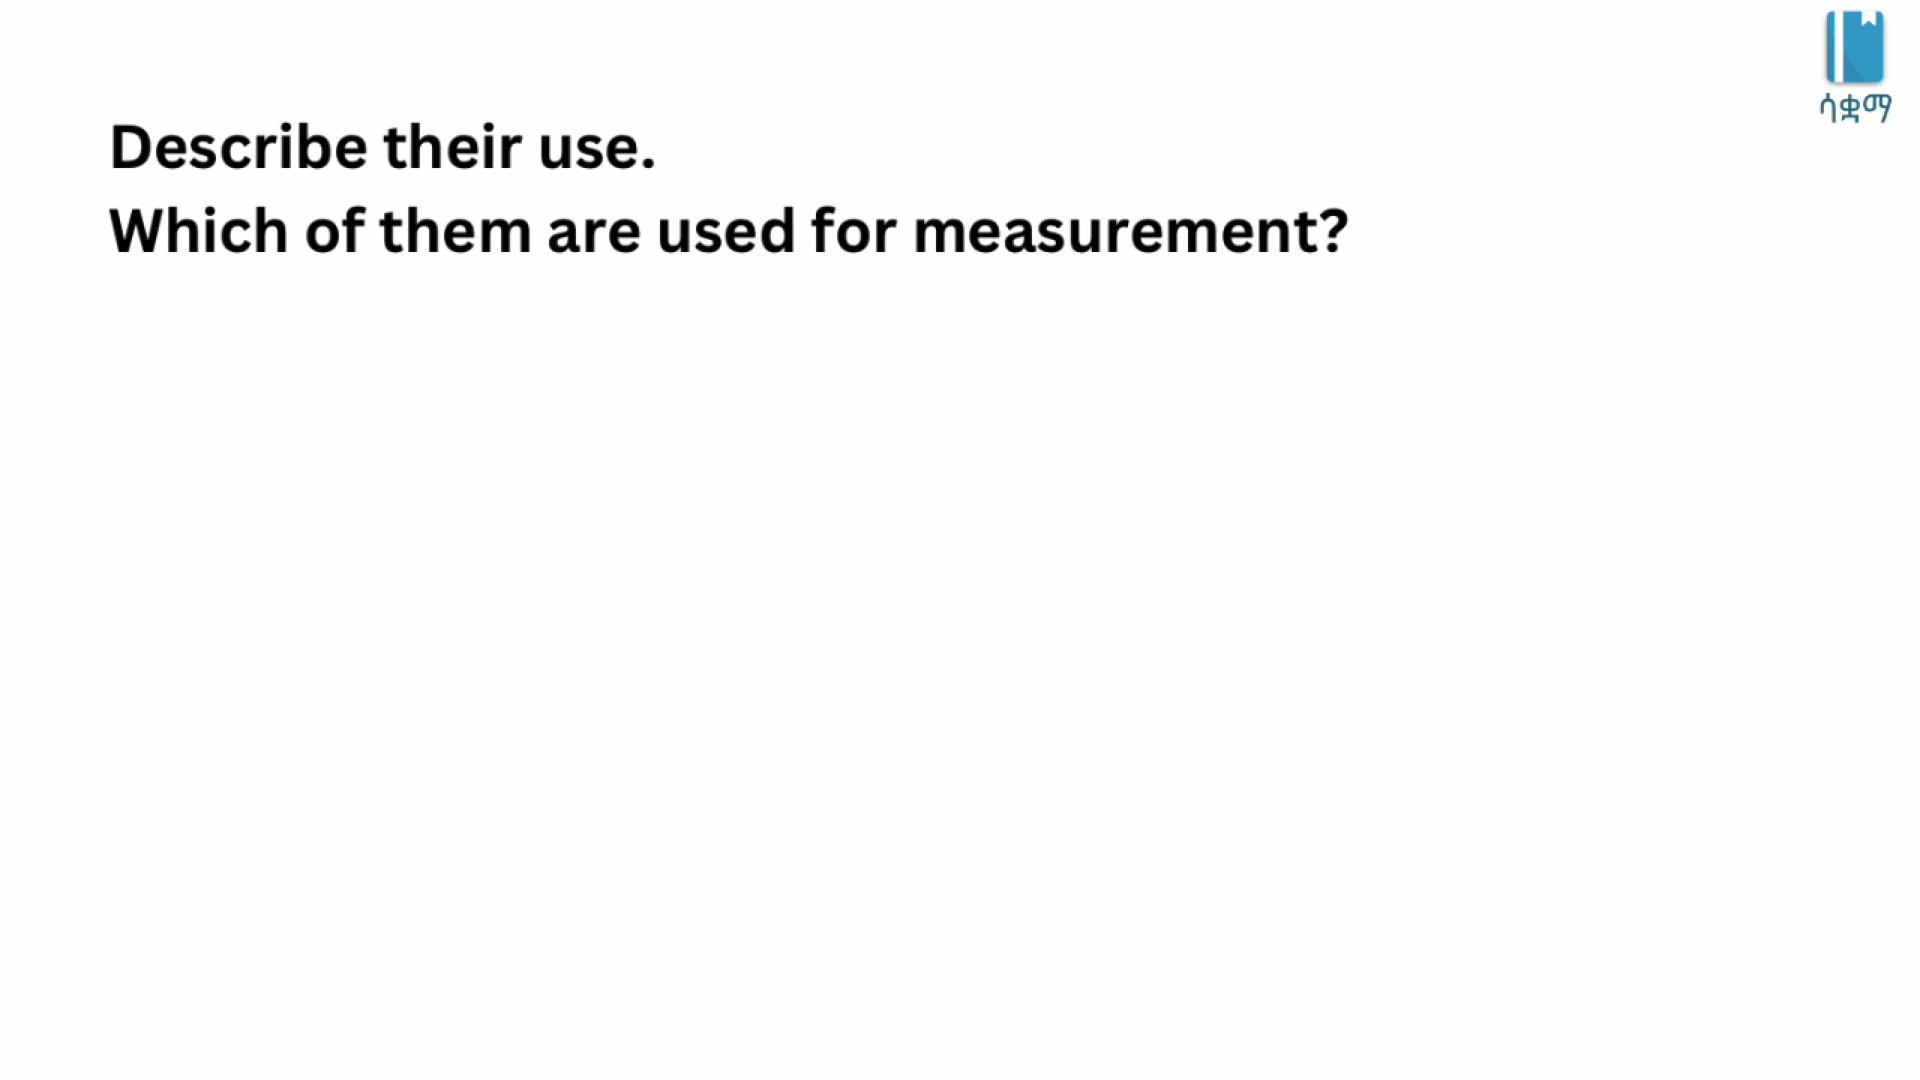 ሳቋማ
Describe their use.
Which of them are used for measurement?